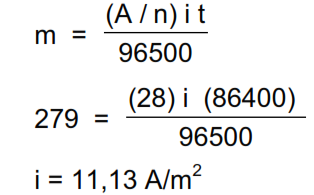 m = (A / n) i t / 96500
279 = (28) i (86400) / 96500
i = 11,13 A/m²